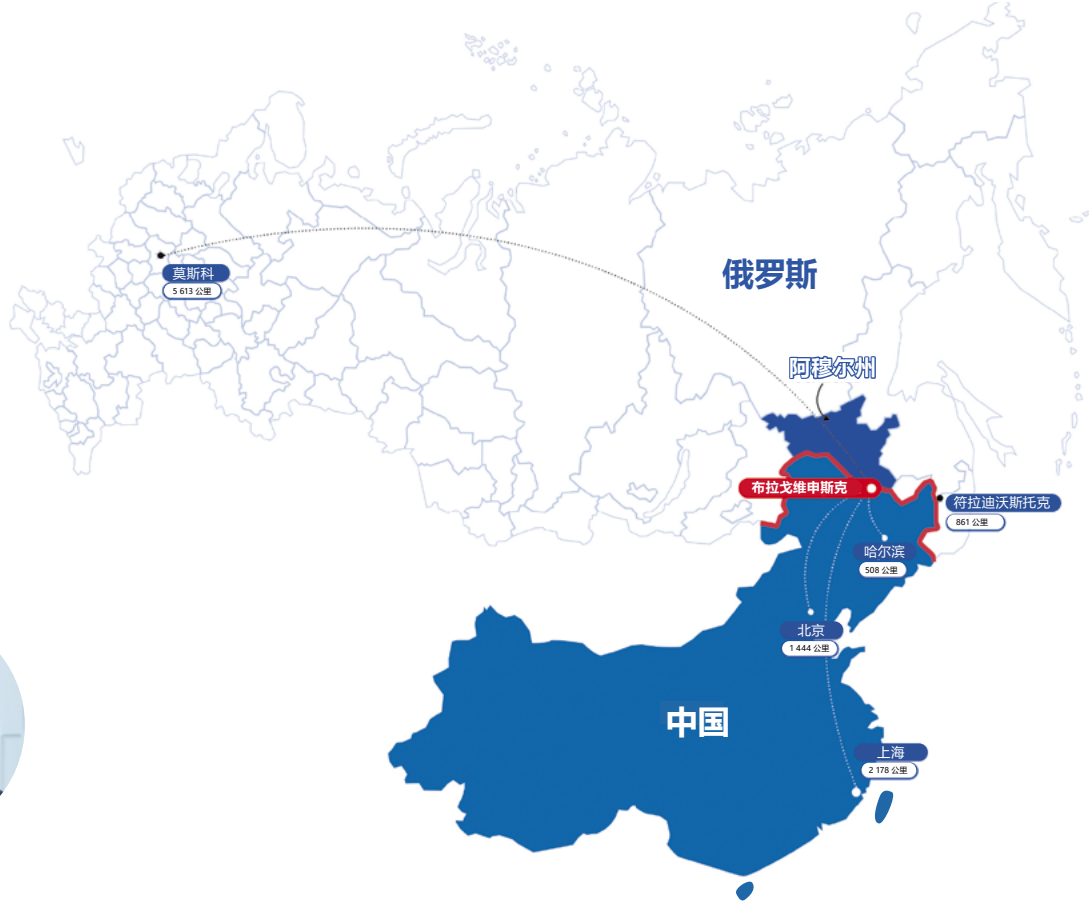 俄罗斯
莫斯科
5 613 公里
阿穆尔州
布拉戈维申斯克
符拉迪沃斯托克
861 公里
哈尔滨
508 公里
北京
1 444 公里
中国
上海
2 178 公里